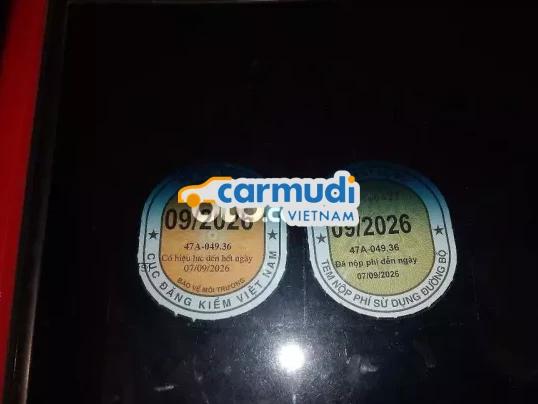 carmudi
VIETNAM
09/2026
47A-049.36
Có hiệu lực đến hết ngày
07/09/2026
BẢO VỆ MÔI TRƯỜNG
CỤC ĐĂNG KIỂM VIỆT NAM
09/2026
47A-049.36
Đã nộp phí đến ngày
07/09/2026
TEM NỘP PHÍ SỬ DỤNG ĐƯỜNG BỘ